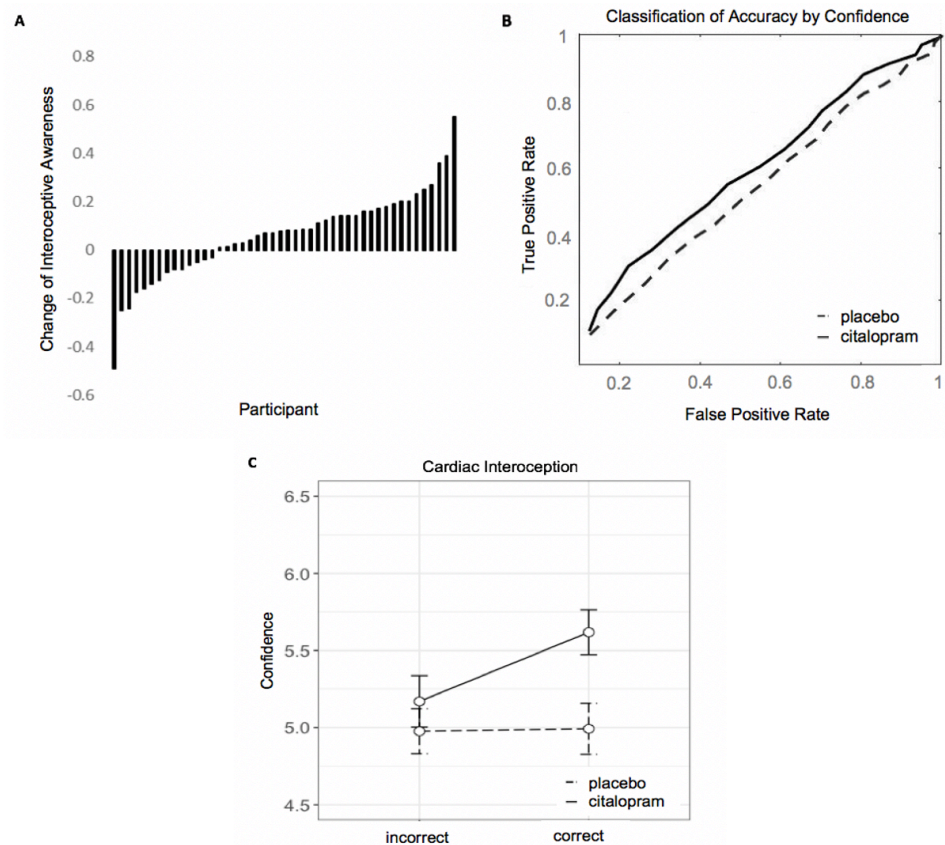 A
Change of Interoceptive Awareness
0.8
0.6
0.4
0.2
0
-0.2
-0.4
-0.6
Participant
B
Classification of Accuracy by Confidence
True Positive Rate
1
0.8
0.6
0.4
0.2
placebo
citalopram
0.2 0.4 0.6 0.8 1
False Positive Rate
C
Cardiac Interoception
Confidence
6.5
6.0
5.5
5.0
4.5
placebo
citalopram
incorrect correct